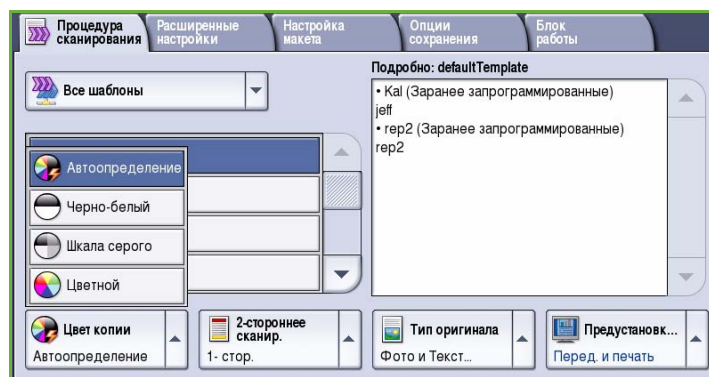 Процедура
сканирования
Расширенные
настройки
Настройка
макета
Опции
сохранения
Блок
работы
Все шаблоны
Подробно: defaultTemplate
• Kal (Заранее запрограммированные)
jeff
• rep2 (Заранее запрограммированные)
rep2
Автоопределение
Черно-белый
Шкала серого
Цветной
Цвет копии
Автоопределение
2-стороннее
сканир.
1- стор.
Тип оригинала
Фото и Текст...
Предустановк...
Перед. и печать